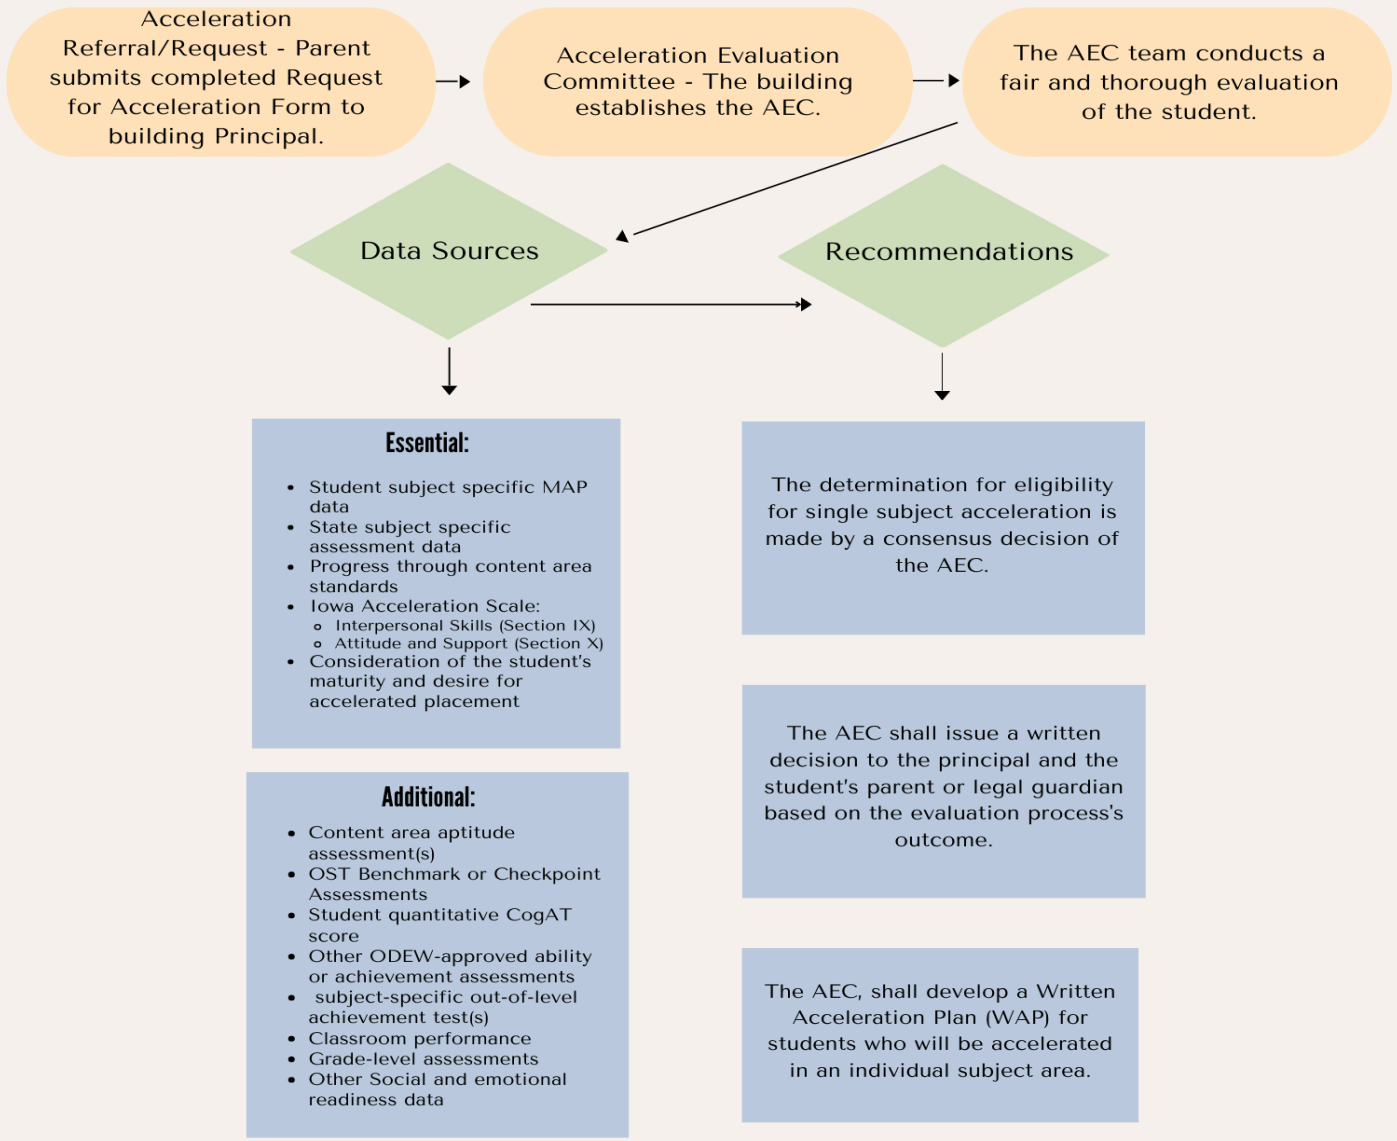 Acceleration
Referral/Request - Parent
submits completed Request
for Acceleration Form to
building Principal.
Acceleration Evaluation
Committee - The building
establishes the AEC.
The AEC team conducts a
fair and thorough evaluation
of the student.
Data Sources
Recommendations
Essential:
• Student subject specific MAP
data
• State subject specific
assessment data
• Progress through content area
standards
• Iowa Acceleration Scale:
◦ Interpersonal Skills (Section IX)
◦ Attitude and Support (Section X)
• Consideration of the student's
maturity and desire for
accelerated placement
Additional:
• Content area aptitude
assessment(s)
• OST Benchmark or Checkpoint
Assessments
• Student quantitative CogAT
score
• Other ODEW-approved ability
or achievement assessments
• subject-specific out-of-level
achievement test(s)
• Classroom performance
• Grade-level assessments
• Other Social and emotional
readiness data
The determination for eligibility
for single subject acceleration is
made by a consensus decision of
the AEC.
The AEC shall issue a written
decision to the principal and the
student's parent or legal guardian
based on the evaluation process's
outcome.
The AEC, shall develop a Written
Acceleration Plan (WAP) for
students who will be accelerated
in an individual subject area.